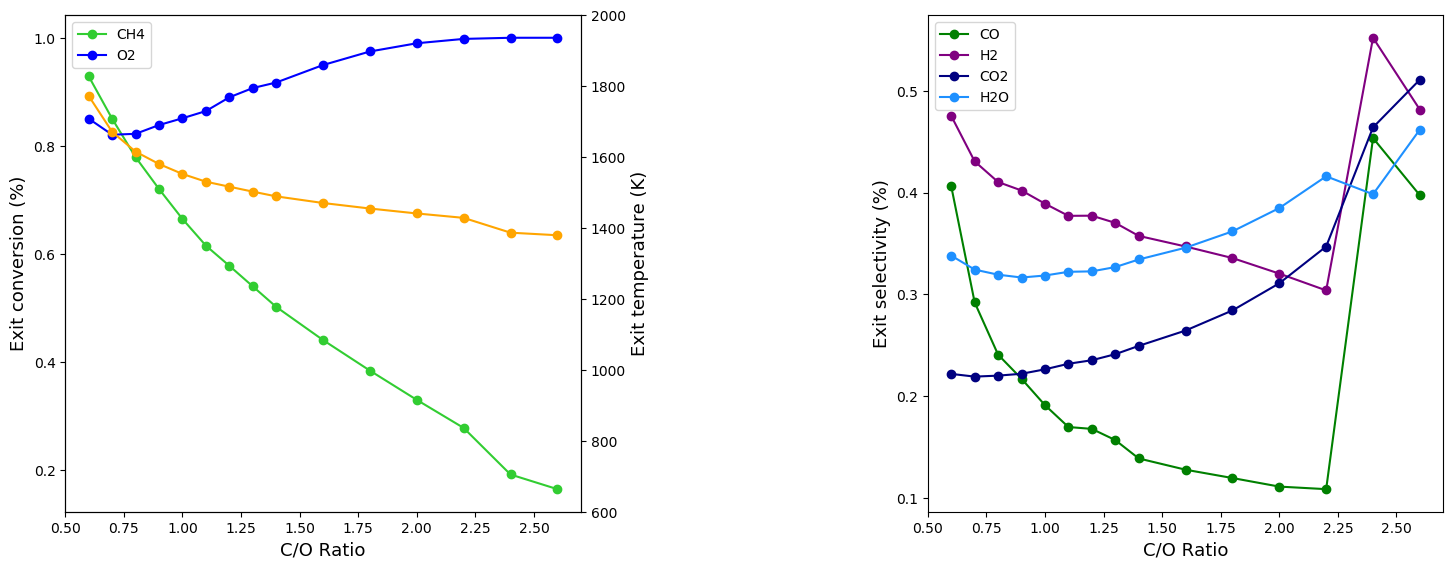 CH4
O2
1.0
0.8
0.6
0.4
0.2
Exit conversion (%)
0.50 0.75 1.00 1.25 1.50 1.75 2.00 2.25 2.50
C/O Ratio
2000
1800
1600
1400
1200
1000
800
600
Exit temperature (K)
CO
H2
CO2
H2O
0.5
0.4
0.3
0.2
0.1
Exit selectivity (%)
0.50 0.75 1.00 1.25 1.50 1.75 2.00 2.25 2.50
C/O Ratio